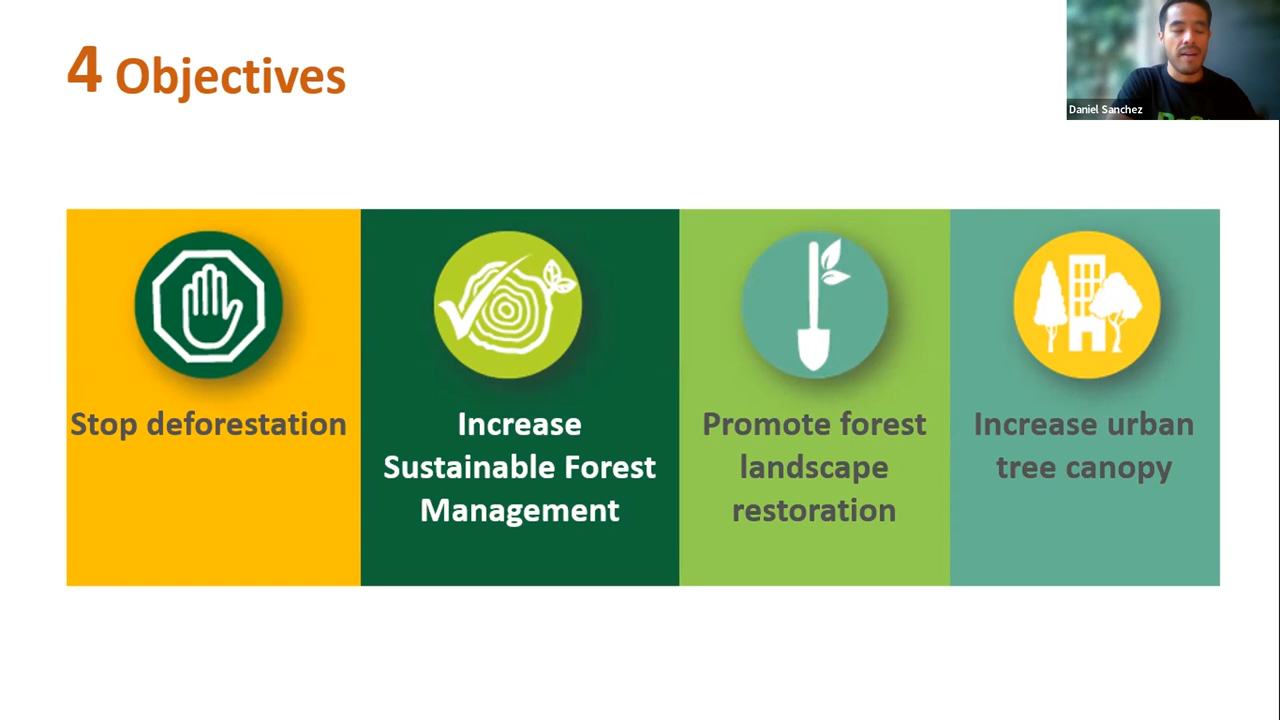 4 Objectives
Daniel Sanchez
Stop deforestation
Increase
Sustainable Forest
Management
Promote forest
landscape
restoration
Increase urban
tree canopy